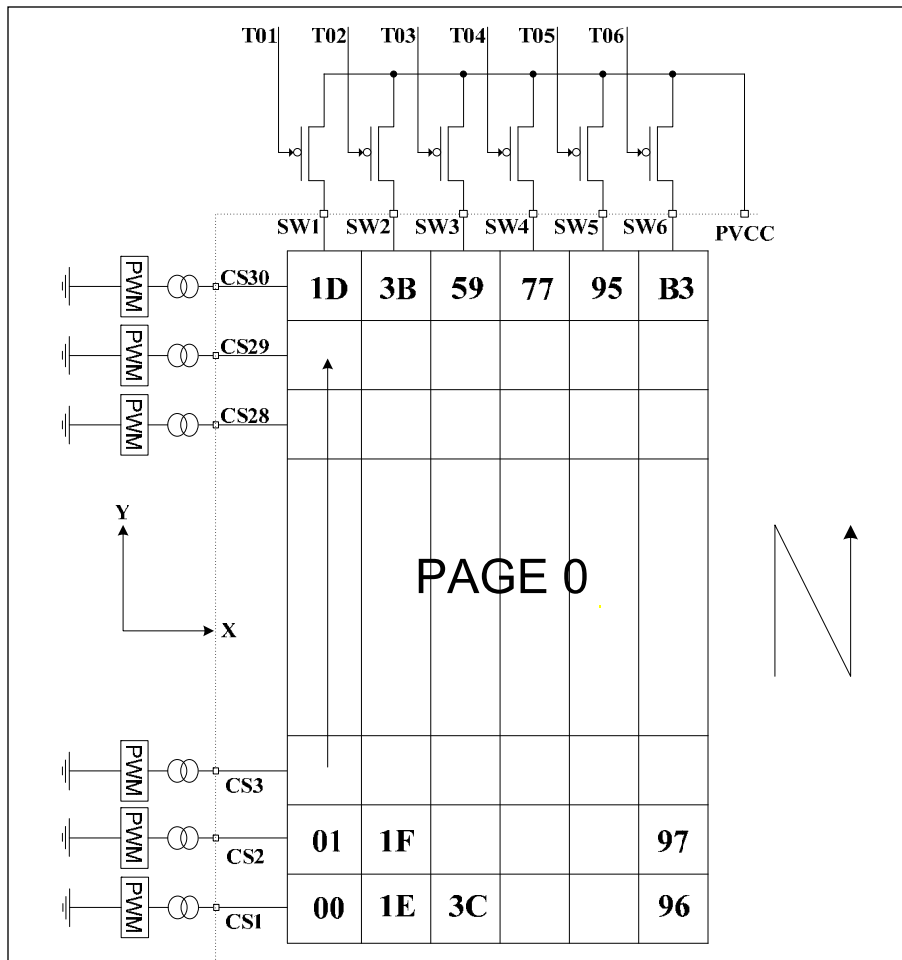 T01 T02 T03 T04 T05 T06
SW1 SW2 SW3 SW4 SW5 SW6 PVCC
PWM CS30 1D 3B 59 77 95 B3
PWM CS29
PWM CS28
Y
PAGE 0
X
PWM CS3
PWM CS2 01 1F 97
PWM CS1 00 1E 3C 96